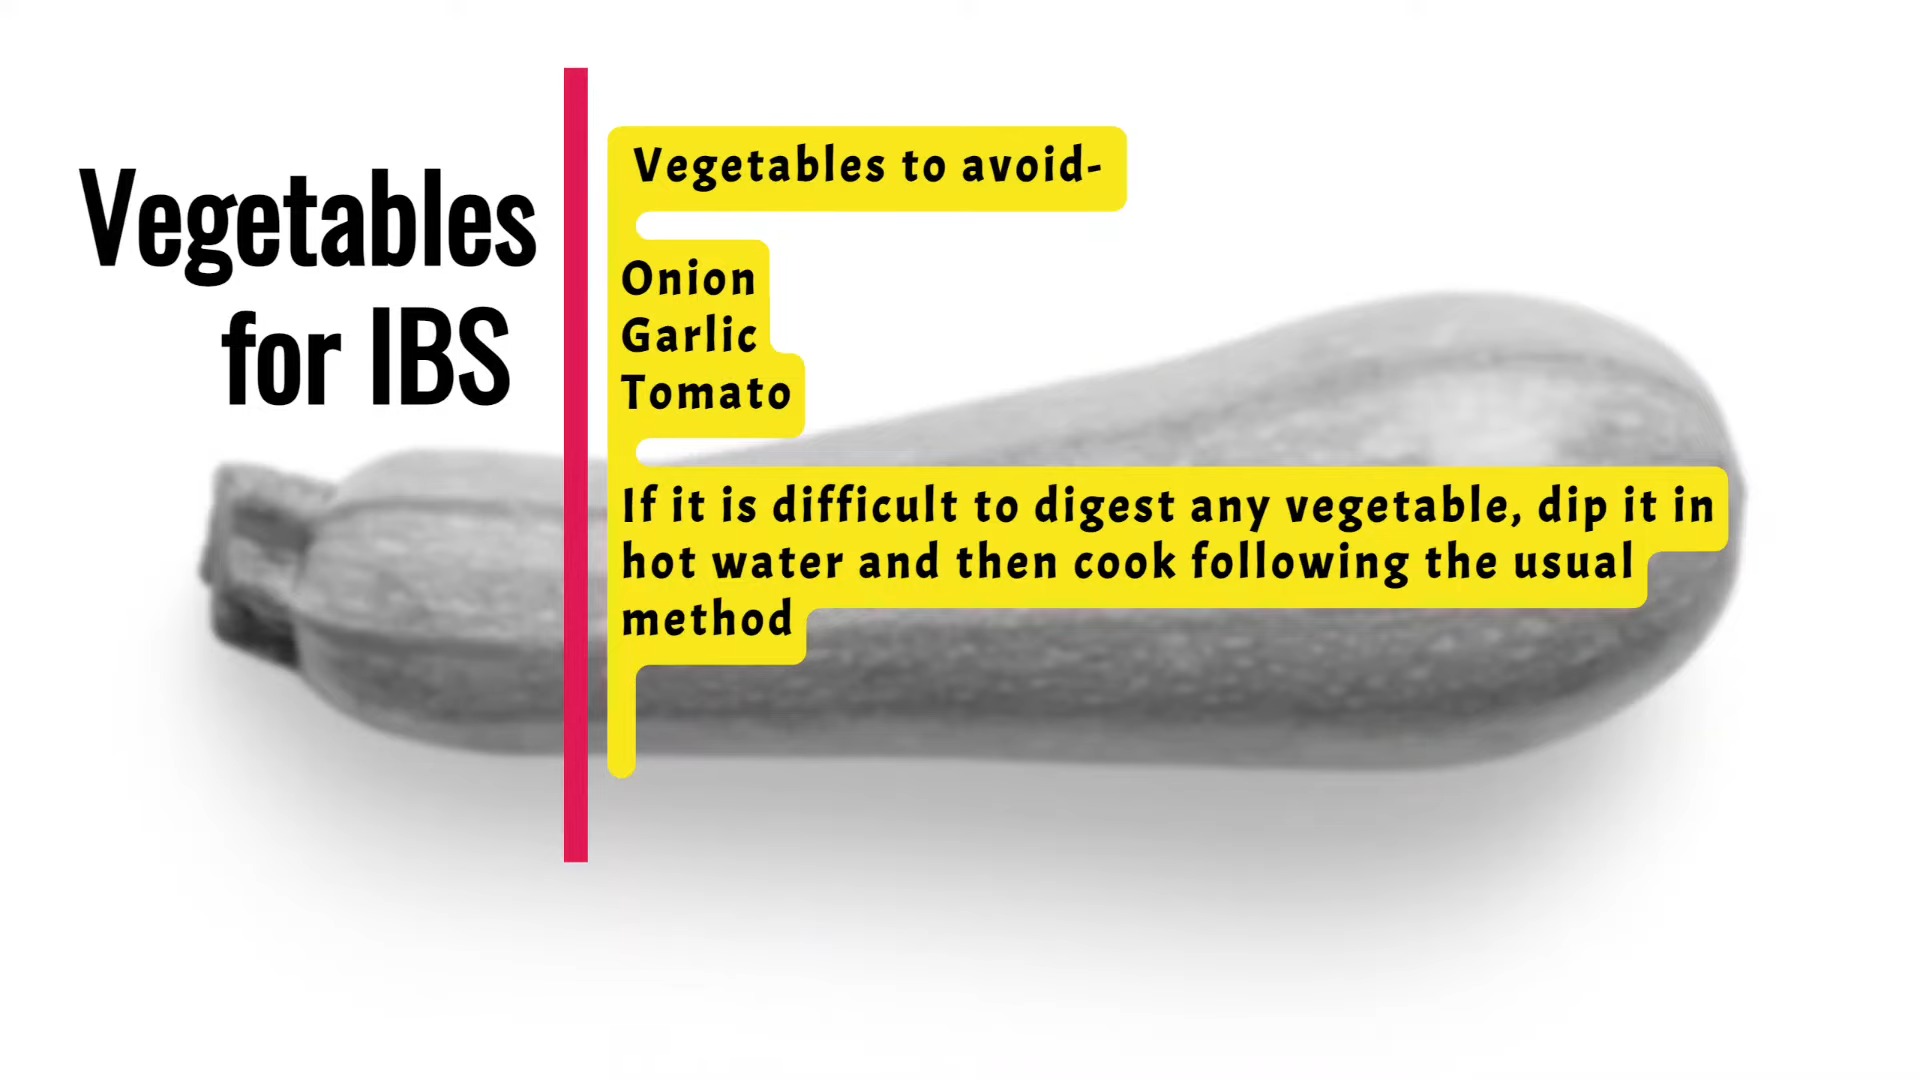 Vegetables
for IBS
Vegetables to avoid-
Onion
Garlic
Tomato
If it is difficult to digest any vegetable, dip it in
hot water and then cook following the usual
method